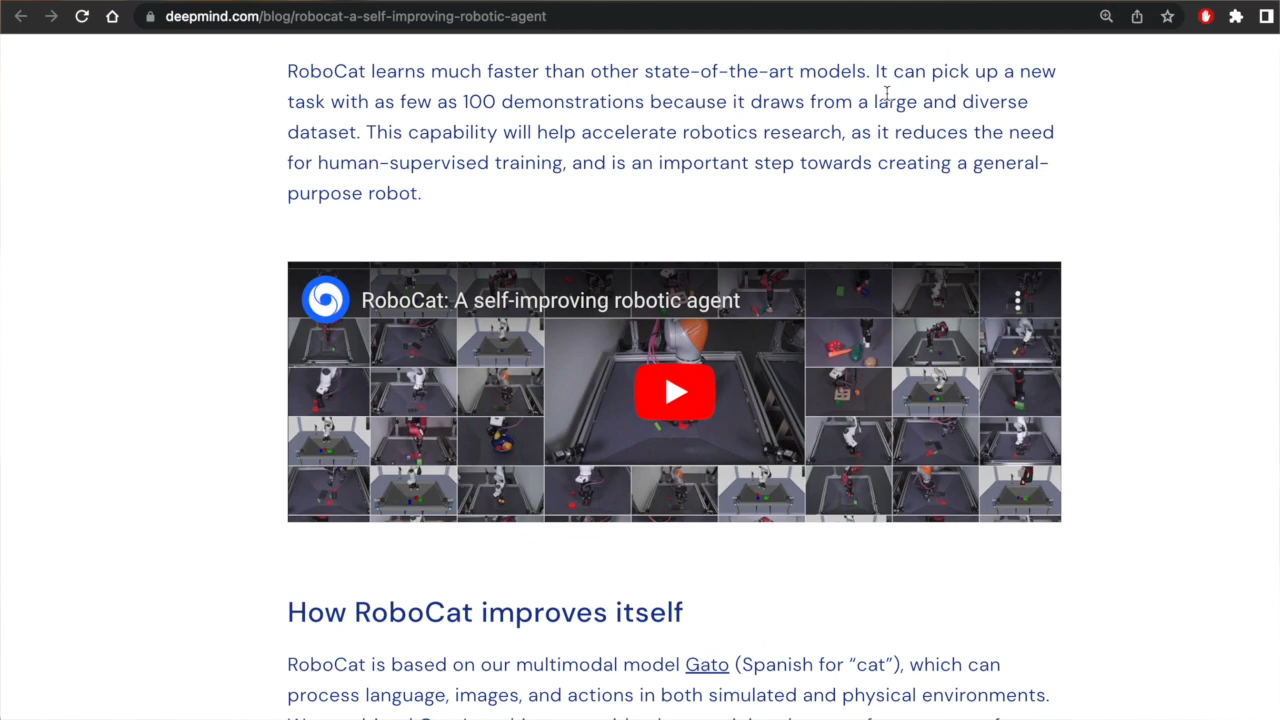 deepmind.com/blog/robocat-a-self-improving-robotic-agent
RoboCat learns much faster than other state-of-the-art models. It can pick up a new
task with as few as 100 demonstrations because it draws from a large and diverse
dataset. This capability will help accelerate robotics research, as it reduces the need
for human-supervised training, and is an important step towards creating a general-
purpose robot.
RoboCat: A self-improving robotic agent
How RoboCat improves itself
RoboCat is based on our multimodal model Gato (Spanish for “cat”), which can
process language, images, and actions in both simulated and physical environments.